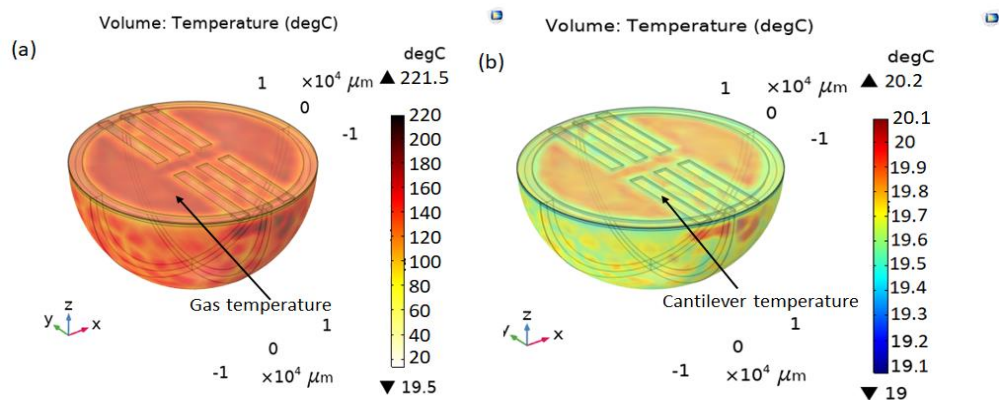 Volume: Temperature (degC)
(a)
degC
▲ 221.5
1
×10⁴ μm
0
-1
220
200
180
160
140
120
100
80
60
40
20
▼ 19.5
Gas temperature
z
y
x
1
0
-1
×10⁴ μm
Volume: Temperature (degC)
(b)
degC
▲ 20.2
1
×10⁴ μm
0
-1
20.1
20
19.9
19.8
19.7
19.6
19.5
19.4
19.3
19.2
19.1
▼ 19
Cantilever temperature
z
y
x
1
0
-1
×10⁴ μm